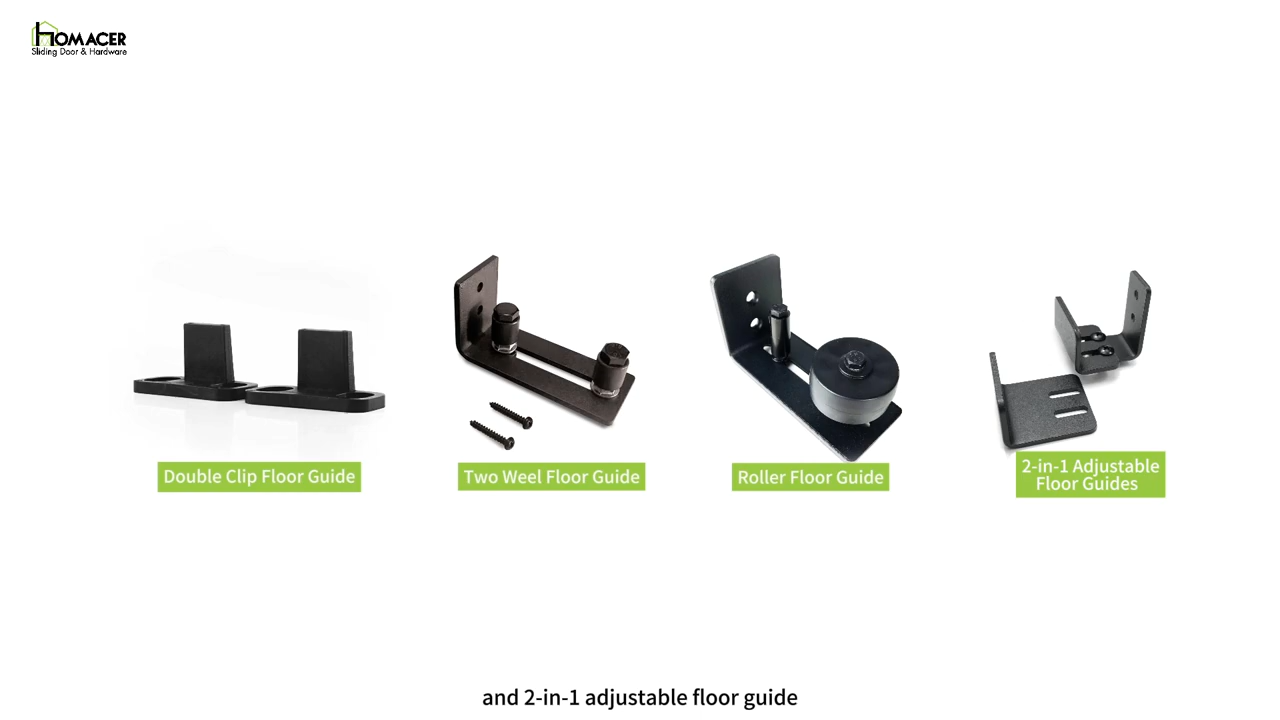 HOMACER
Sliding Door & Hardware
Double Clip Floor Guide
Two Weel Floor Guide
Roller Floor Guide
2-in-1 Adjustable
Floor Guides
and 2-in-1 adjustable floor guide